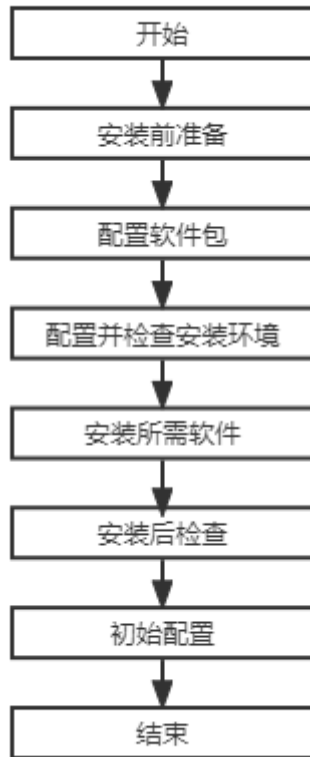 开始
安装前准备
配置软件包
配置并检查安装环境
安装所需软件
安装后检查
初始配置
结束